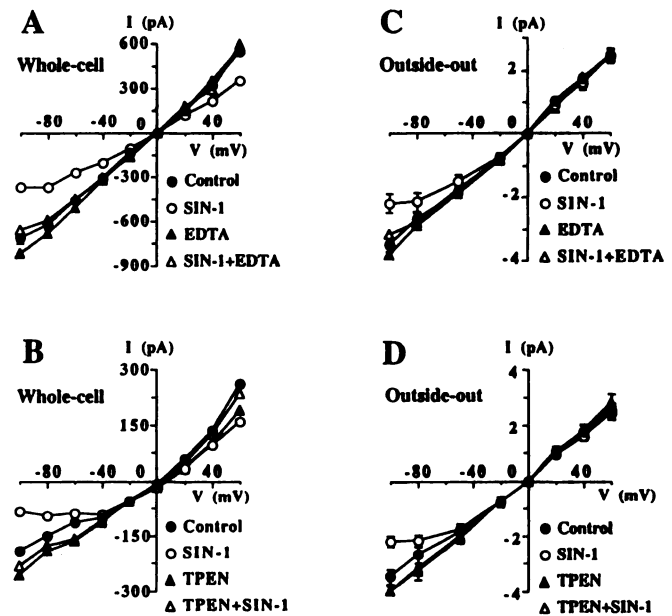 A
I (pA)
600
Whole-cell
300
-80 -40 0 40
V (mV)
-300
Control
SIN-1
-600
EDTA
-900
SIN-1+EDTA
C
I (pA)
2
Outside-out
-80 -40 0 40
V (mV)
Control
-2
SIN-1
EDTA
-4
SIN-1+EDTA
B
I (pA)
300
Whole-cell
150
-80 -40 0 40
V (mV)
Control
-150
SIN-1
TPEN
-300
TPEN+SIN-1
D
I (pA)
4
Outside-out
2
-80 -40 0 40
V (mV)
Control
-2
SIN-1
TPEN
-4
TPEN+SIN-1